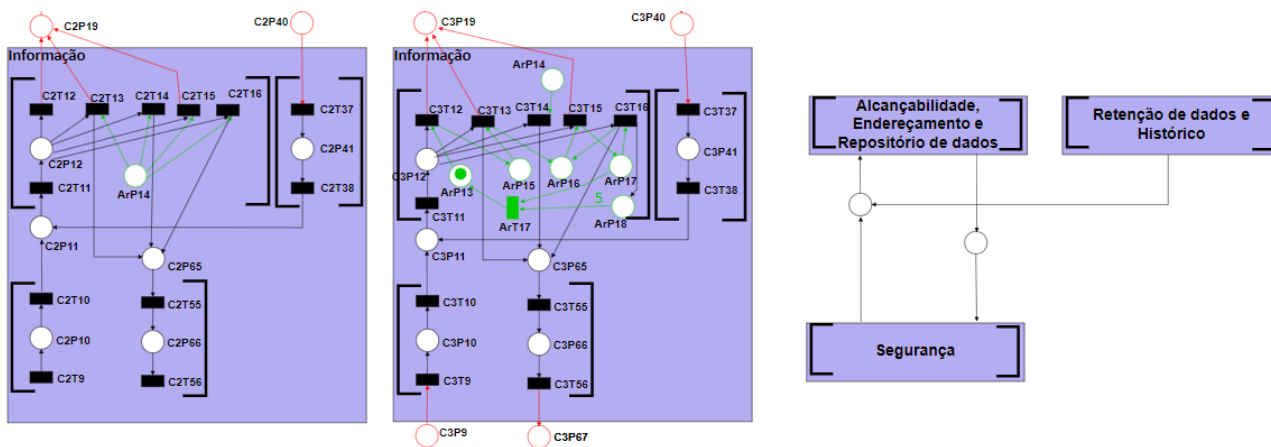 C2P19
C2P40
Informação
C2T12
C2T13
C2T14
C2T15
C2T16
C2T37
C2P12
C2P41
ArP14
C2T11
C2T38
C2P11
C2P65
C2T10
C2T55
C2P10
C2P66
C2T9
C2T56
C3P19
C3P40
Informação
ArP14
C3T12
C3T13
C3T14
C3T15
C3T16
C3T37
C3P12
C3P41
ArP13
ArP15
ArP16
ArP17
C3T38
5
C3T11
ArT17
ArP18
C3P11
C3P65
C3T10
C3T55
C3P10
C3P66
C3T9
C3T56
C3P9
C3P67
Alcançabilidade,
Endereçamento e
Repositório de dados
Retenção de dados e
Histórico
Segurança